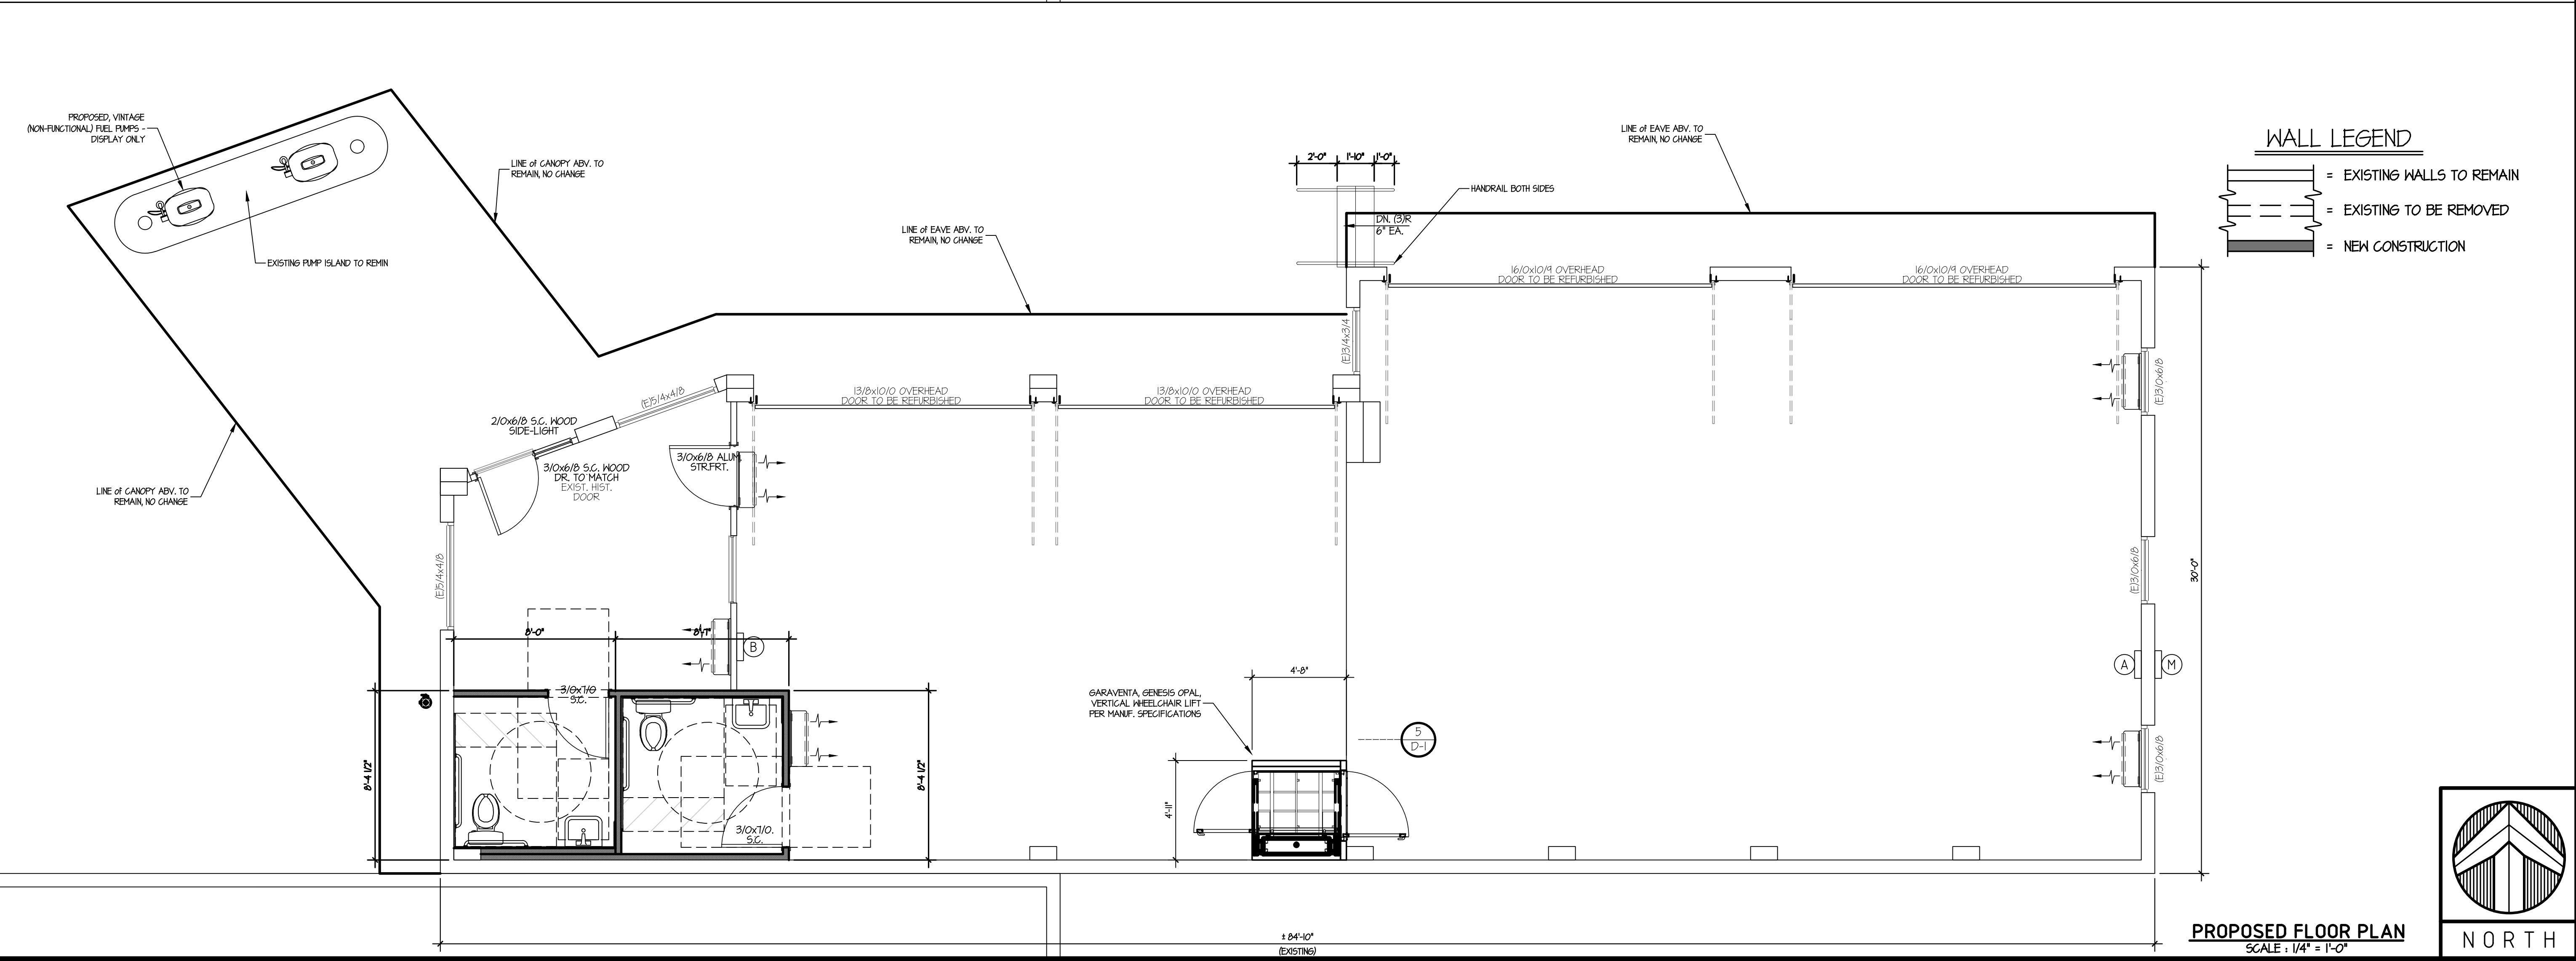 PROPOSED, VINTAGE
(NON-FUNCTIONAL) FUEL PUMPS -
DISPLAY ONLY
LINE of CANOPY ABV. TO
REMAIN, NO CHANGE
EXISTING PUMP ISLAND TO REMIN
LINE of EAVE ABV. TO
REMAIN, NO CHANGE
2'-0"
1'-10"
1'-0"
HANDRAIL BOTH SIDES
DN. (3)R
6" EA.
LINE of EAVE ABV. TO
REMAIN, NO CHANGE
WALL LEGEND
= EXISTING WALLS TO REMAIN
= EXISTING TO BE REMOVED
= NEW CONSTRUCTION
16/0x10/9 OVERHEAD
DOOR TO BE REFURBISHED
16/0x10/9 OVERHEAD
DOOR TO BE REFURBISHED
(E)3/4x3/4
13/8x10/0 OVERHEAD
DOOR TO BE REFURBISHED
13/8x10/0 OVERHEAD
DOOR TO BE REFURBISHED
(E)5/4x4/8
2/0x6/8 S.C. WOOD
SIDE-LIGHT
3/0x6/8 S.C. WOOD
DR. TO MATCH
EXIST. HIST.
DOOR
3/0x6/8 ALUM.
STR.FRT.
LINE of CANOPY ABV. TO
REMAIN, NO CHANGE
(E)5/4x4/8
(E)3/0x6/8
(E)3/0x6/8
(E)3/0x6/8
30'-0"
8'-0"
8'-7"
B
A
M
3/0x7/0
S.C.
3/0x7/0.
S.C.
8'-4 1/2"
8'-4 1/2"
GARAVENTA, GENESIS OPAL,
VERTICAL WHEELCHAIR LIFT
PER MANUF. SPECIFICATIONS
4'-8"
4'-11"
5
D-1
± 84'-10"
(EXISTING)
PROPOSED FLOOR PLAN
SCALE : 1/4" = 1'-0"
NORTH